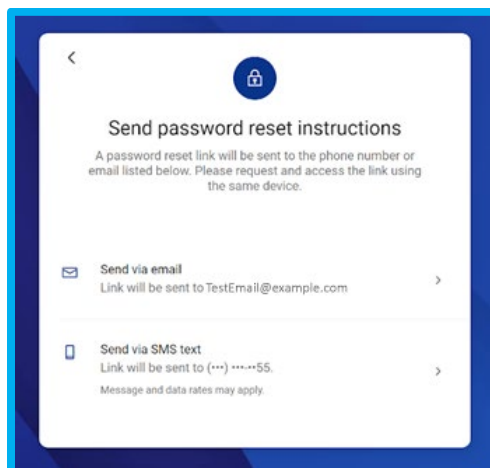 Send password reset instructions
A password reset link will be sent to the phone number or
email listed below. Please request and access the link using
the same device.
Send via email
Link will be sent to TestEmail@example.com
Send via SMS text
Link will be sent to (•••) •••-••55.
Message and data rates may apply.